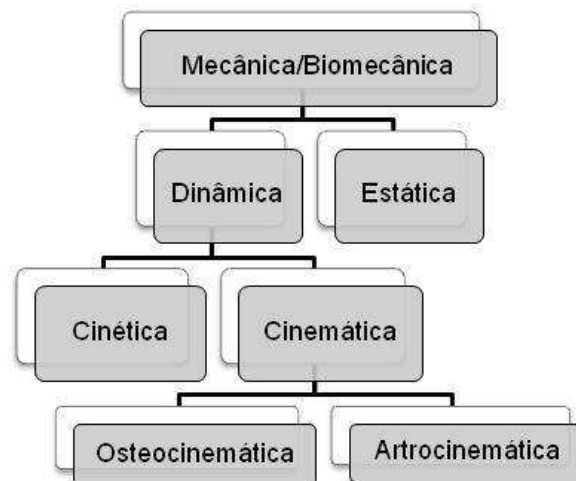 Mecânica/Biomecânica
Dinâmica
Estática
Cinética
Cinemática
Osteocinemática
Artrocinemática